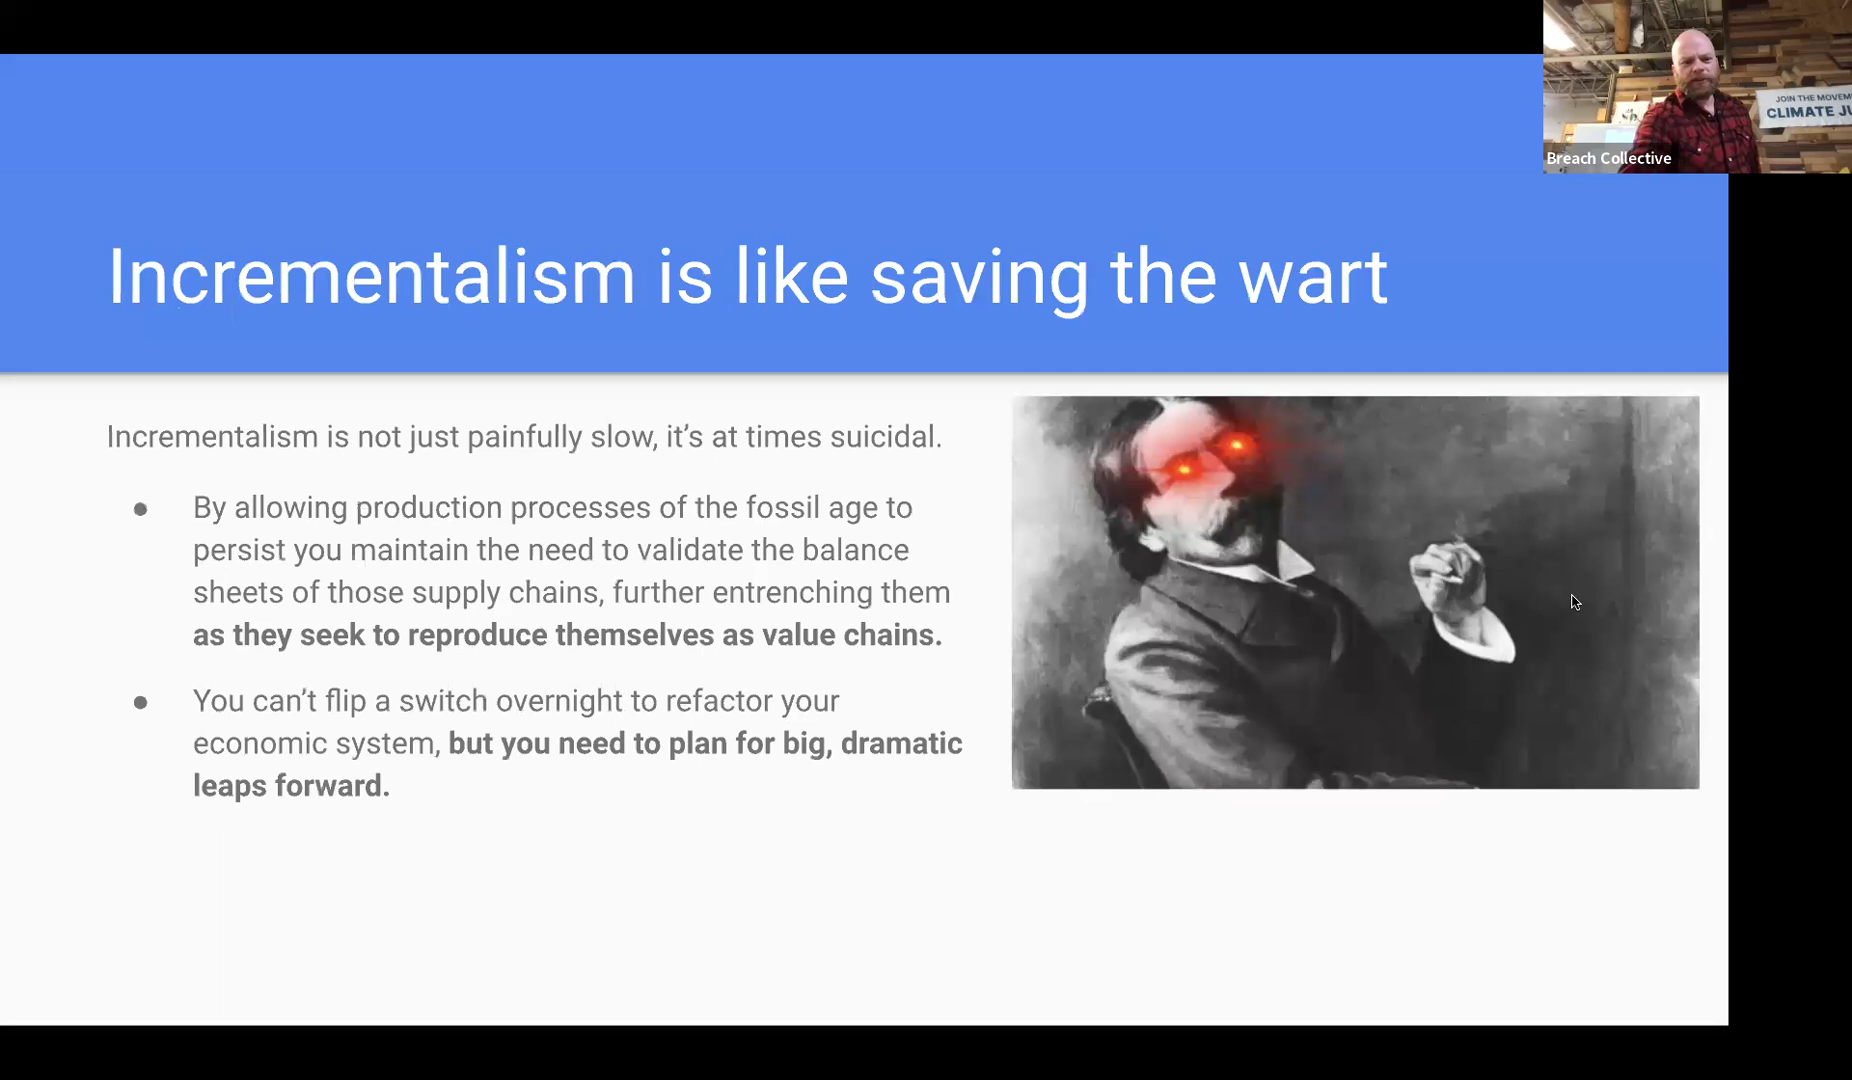 JOIN THE MOVEM
CLIMATE JU
Breach Collective
Incrementalism is like saving the wart
Incrementalism is not just painfully slow, it’s at times suicidal.
● By allowing production processes of the fossil age to
persist you maintain the need to validate the balance
sheets of those supply chains, further entrenching them
as they seek to reproduce themselves as value chains.
● You can’t flip a switch overnight to refactor your
economic system, but you need to plan for big, dramatic
leaps forward.